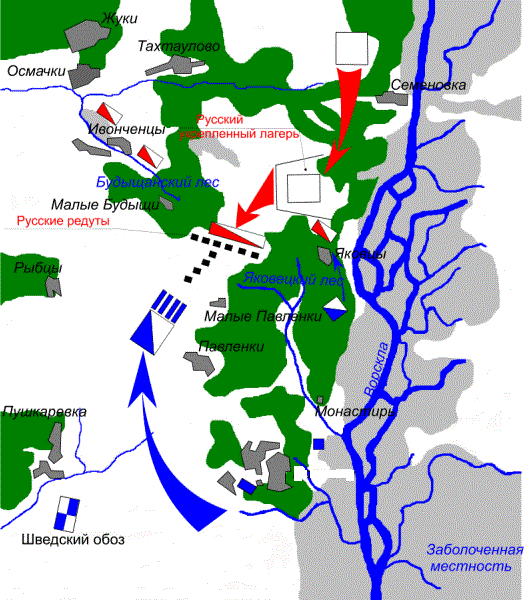 Жуки
Тахтаулово
Осмачки
Семеновка
Русский
укрепленный лагерь
Ивонченцы
Будыщанский лес
Малые Будыщи
Русские редуты
Яковцы
Рыбцы
Яковецкий лес
Малые Павленки
Павленки
Ворскла
Пушкаревка
Монастырь
Шведский обоз
Заболоченная
местность